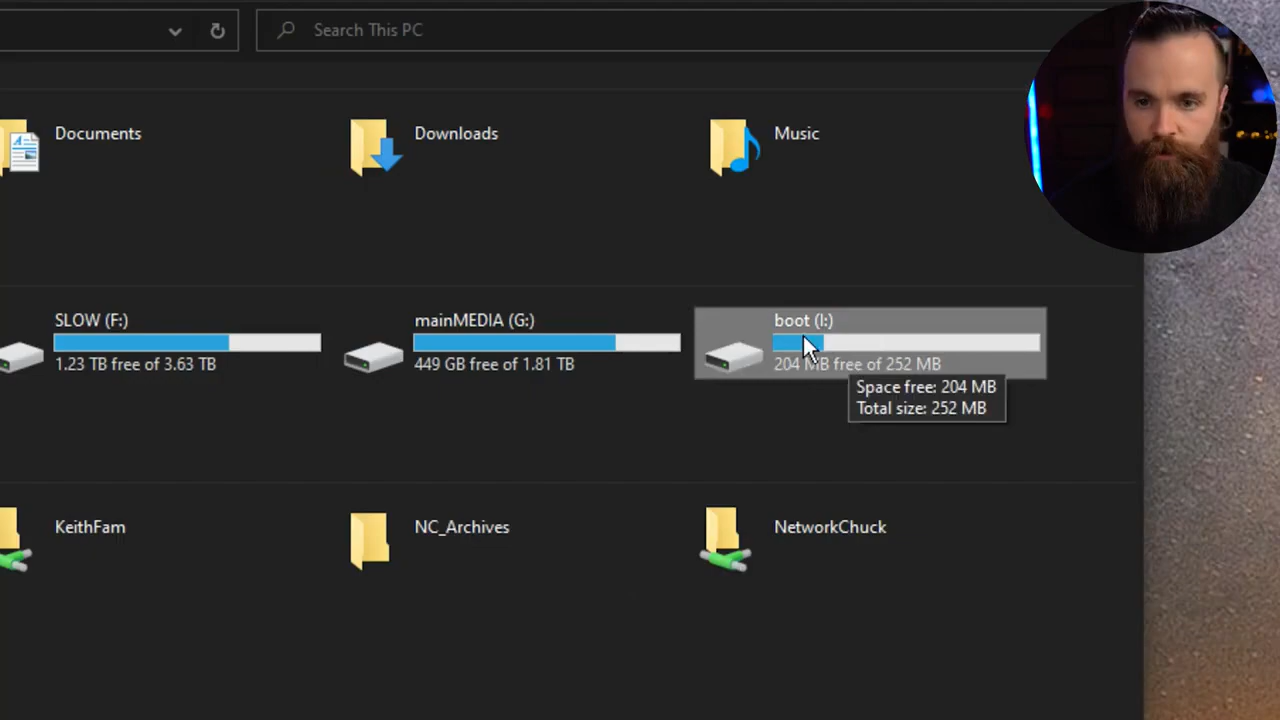 Search This PC
Documents
Downloads
Music
SLOW (F:)
mainMEDIA (G:)
boot (I:)
1.23 TB free of 3.63 TB
449 GB free of 1.81 TB
204 MB free of 252 MB
Space free: 204 MB
Total size: 252 MB
KeithFam
NC_Archives
NetworkChuck